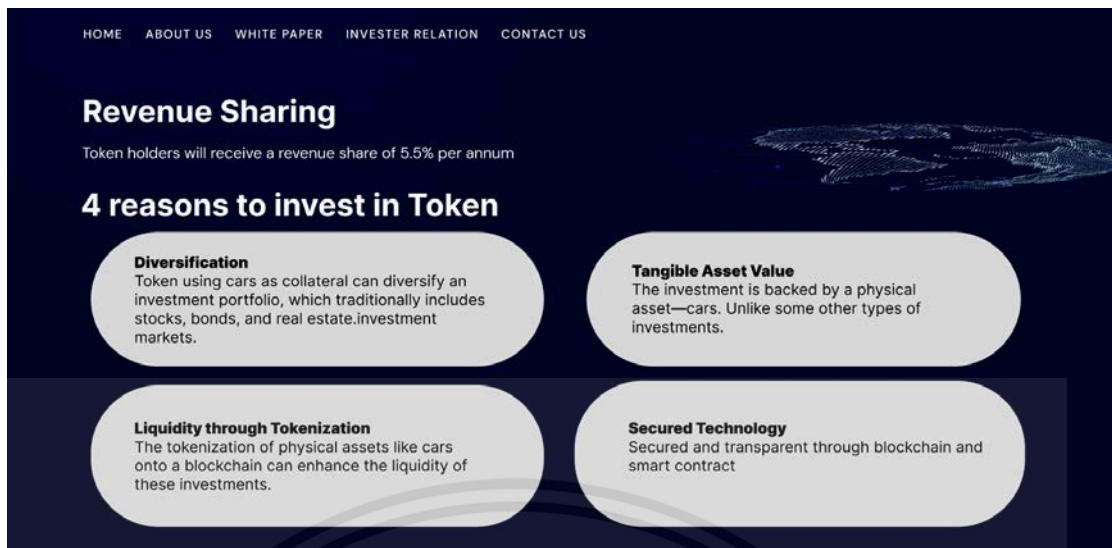 HOME ABOUT US WHITE PAPER INVESTER RELATION CONTACT US
Revenue Sharing
Token holders will receive a revenue share of 5.5% per annum
4 reasons to invest in Token
Diversification
Token using cars as collateral can diversify an
investment portfolio, which traditionally includes
stocks, bonds, and real estate.investment
markets.
Tangible Asset Value
The investment is backed by a physical
asset—cars. Unlike some other types of
investments.
Liquidity through Tokenization
The tokenization of physical assets like cars
onto a blockchain can enhance the liquidity of
these investments.
Secured Technology
Secured and transparent through blockchain and
smart contract